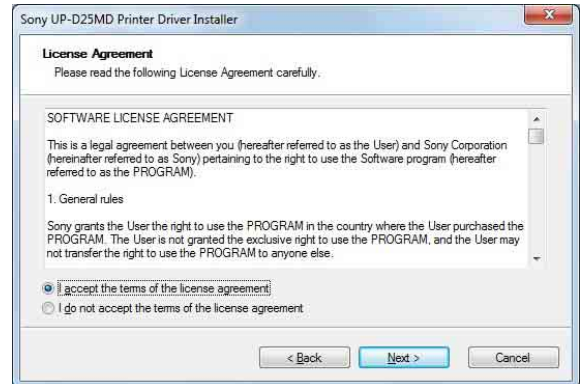 Sony UP-D25MD Printer Driver Installer
License Agreement
Please read the following License Agreement carefully.
SOFTWARE LICENSE AGREEMENT
This is a legal agreement between you (hereafter referred to as the User) and Sony Corporation
(hereinafter referred to as Sony) pertaining to the right to use the Software program (hereafter
referred to as the PROGRAM).
1. General rules
Sony grants the User the right to use the PROGRAM in the country where the User purchased the
PROGRAM. The User is not granted the exclusive right to use the PROGRAM, and the User may
not transfer the right to use the PROGRAM to anyone else.
I accept the terms of the license agreement
I do not accept the terms of the license agreement
< Back
Next >
Cancel